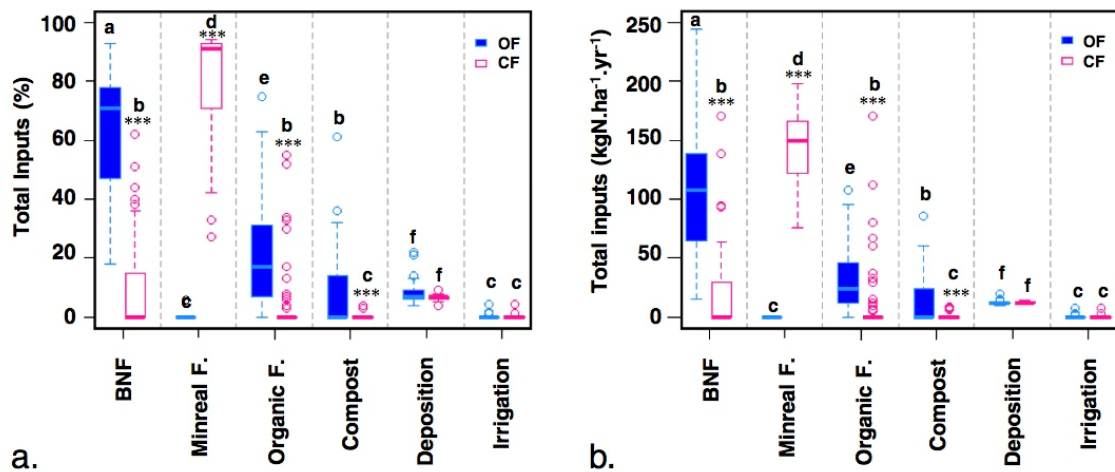 Total Inputs (%)
100
80
60
40
20
0
a
b
***
c
d
***
e
b
***
b
c
***
f
f
c
c
OF
CF
BNF
Minreal F.
Organic F.
Compost
Deposition
Irrigation
a.
Total inputs (kgN.ha⁻¹.yr⁻¹)
250
200
150
100
50
0
a
b
***
c
d
***
e
b
***
b
c
***
f
f
c
c
OF
CF
BNF
Minreal F.
Organic F.
Compost
Deposition
Irrigation
b.